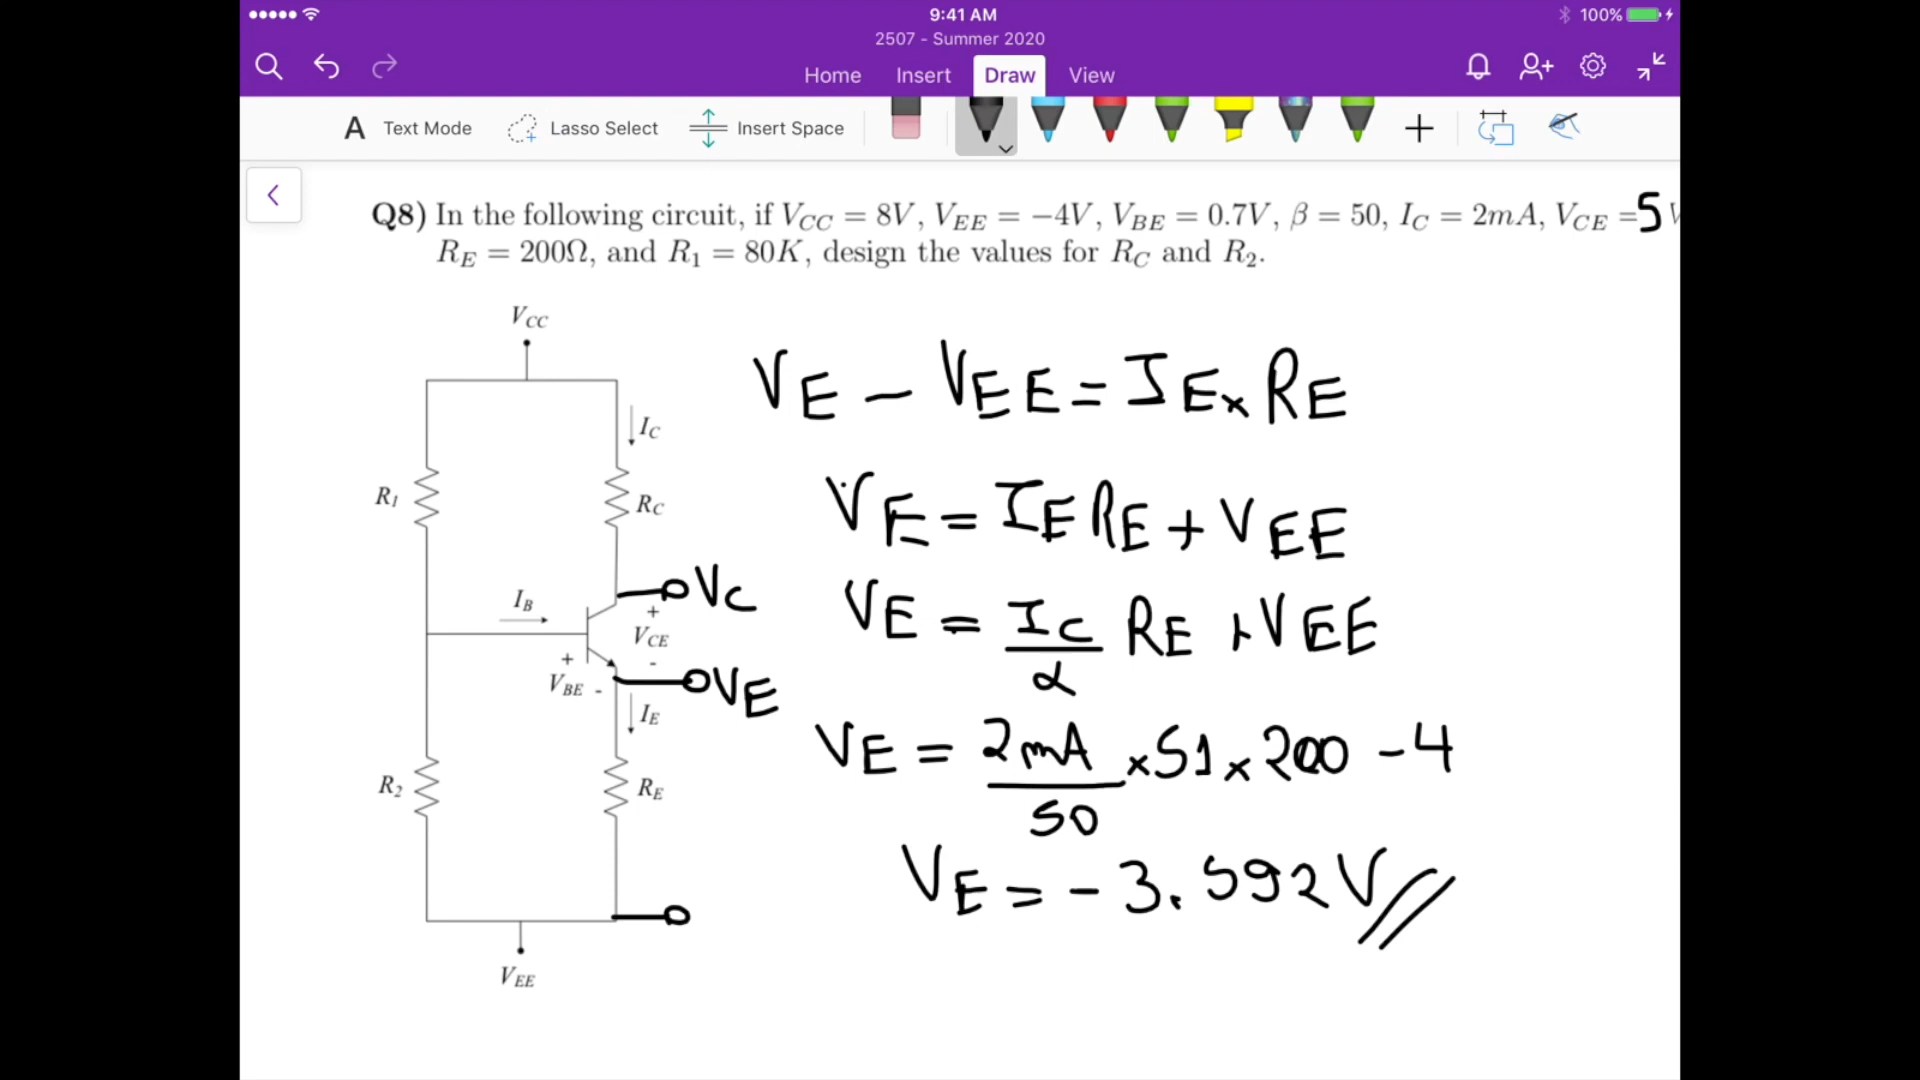 9:41 AM
100%
2507 - Summer 2020
Home Insert Draw View
A Text Mode Lasso Select Insert Space
Q8) In the following circuit, if VCC = 8V, VEE = −4V, VBE = 0.7V, β = 50, IC = 2mA, VCE =5 V
RE = 200Ω, and R1 = 80K, design the values for RC and R2.
VCC
IC
R1
RC
IB
VC
+
VCE
-
+
VBE -
VE
IE
R2
RE
VEE
VE - VEE = IE x RE
VE = IE RE + VEE
VE = IC/α RE + VEE
VE = 2mA/50 x 51 x 200 - 4
VE = - 3.592 V